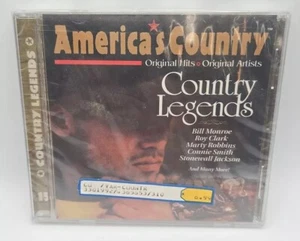 America's Country
Original Hits • Original Artists
Country
Legends
Bill Monroe
Roy Clark
Marty Robbins
Connie Smith
Stonewall Jackson
And Many More!
COUNTRY LEGENDS